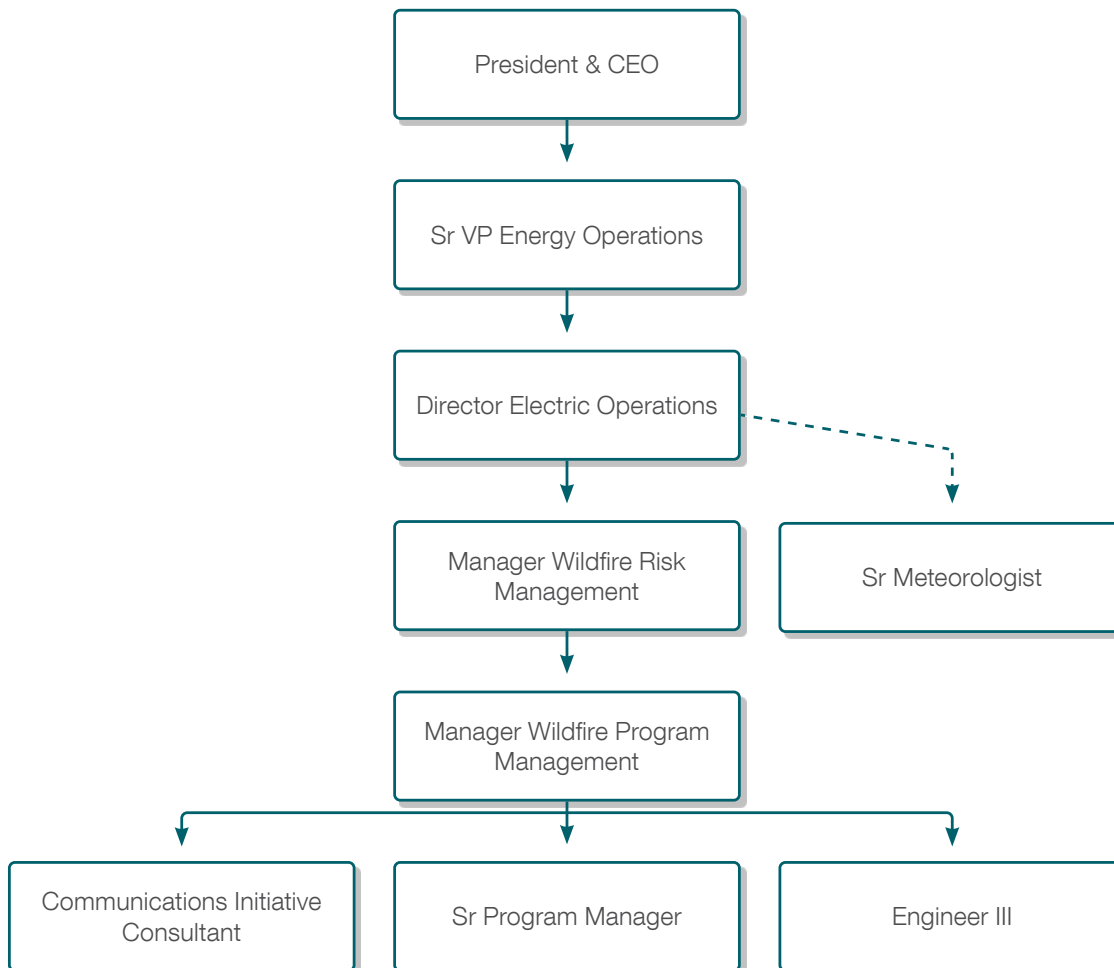 President & CEO
Sr VP Energy Operations
Director Electric Operations
Manager Wildfire Risk
Management
Sr Meteorologist
Manager Wildfire Program
Management
Communications Initiative
Consultant
Sr Program Manager
Engineer III